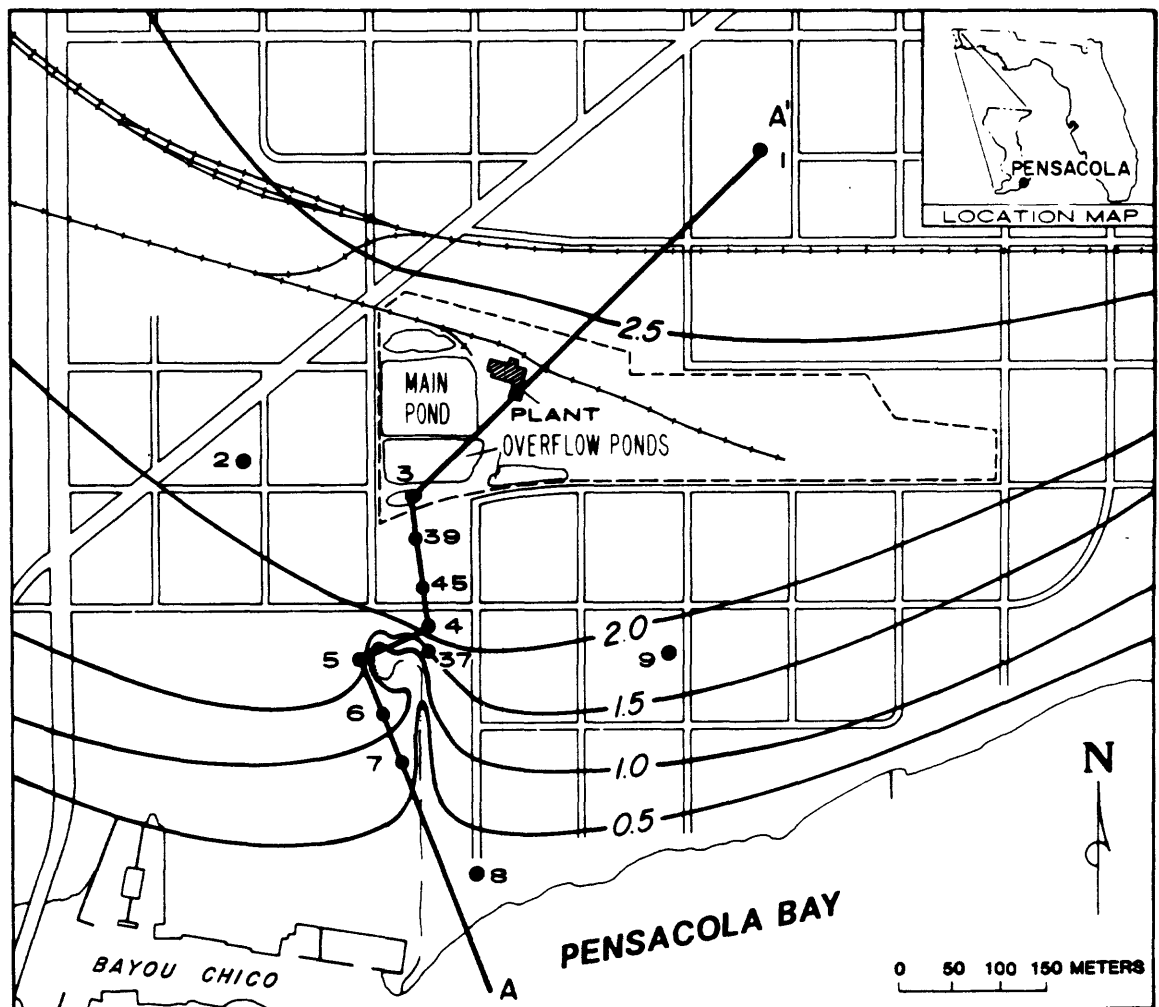 A'
1
PENSACOLA
LOCATION MAP
2.5
MAIN
POND
PLANT
OVERFLOW PONDS
2
3
39
45
4
2.0
5
37
9
6
1.5
7
1.0
N
0.5
8
PENSACOLA BAY
BAYOU CHICO
A
0 50 100 150 METERS